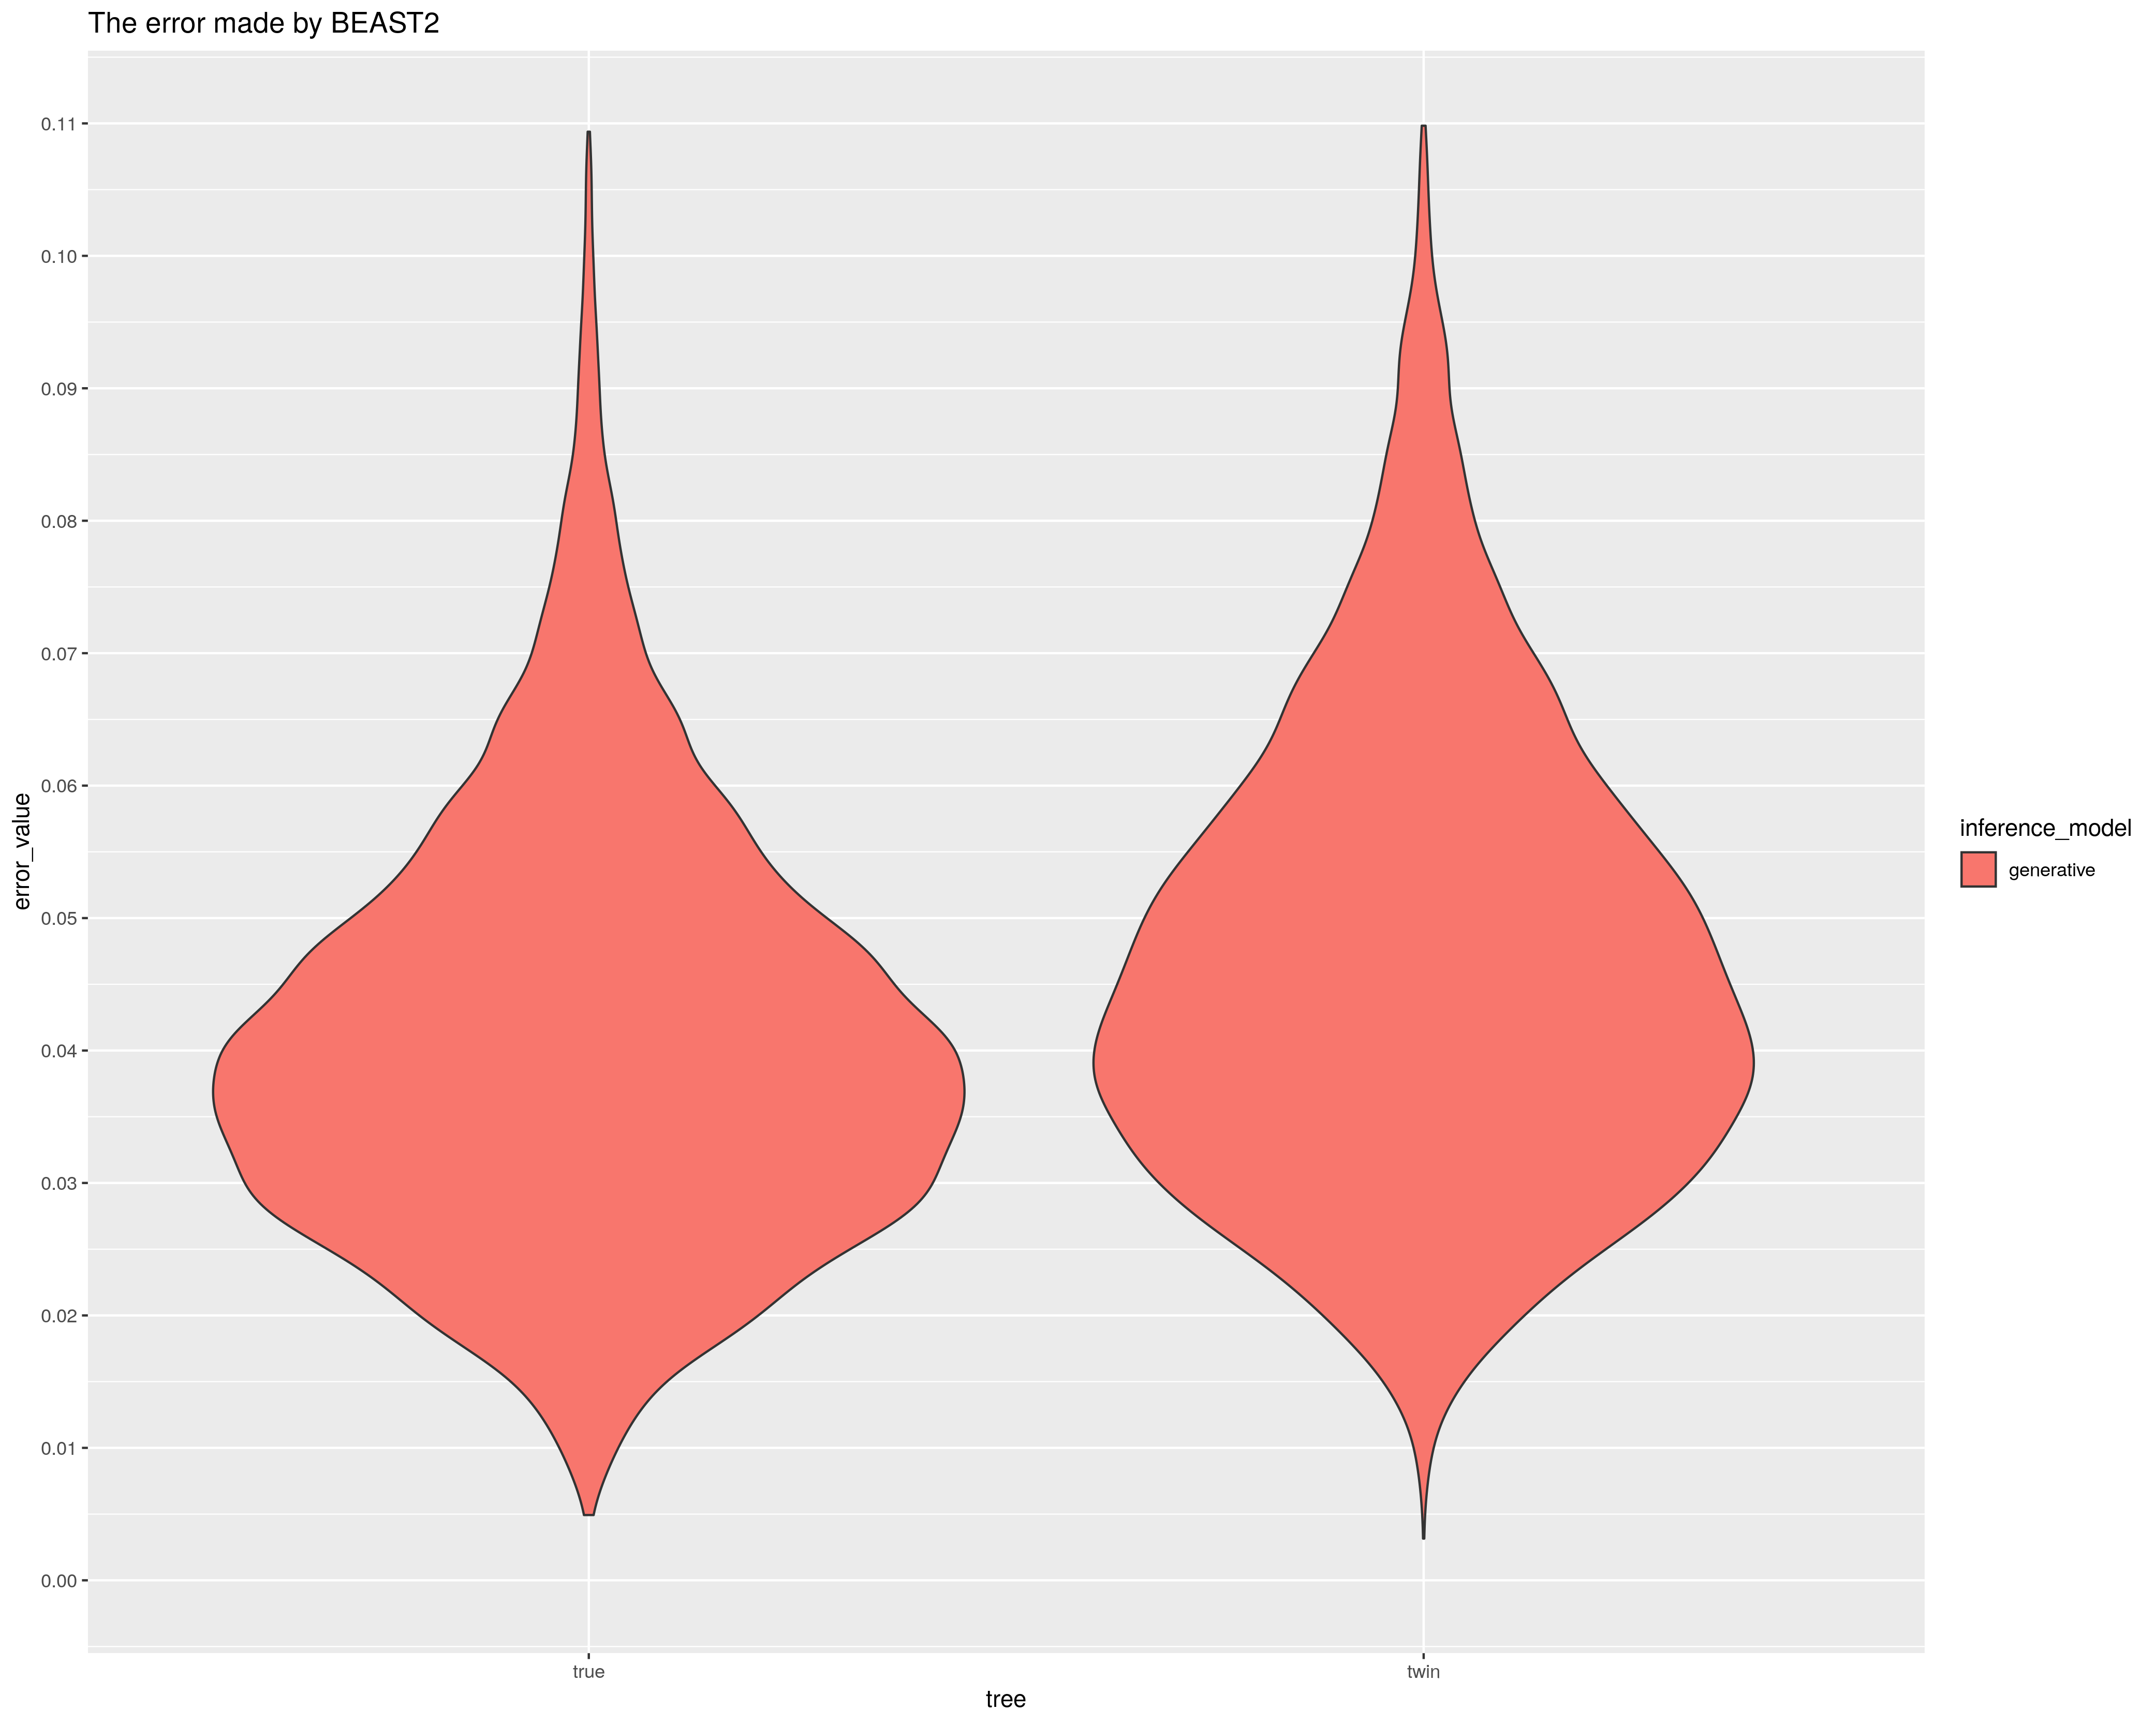 The error made by BEAST2
0.11
0.10
0.09
0.08
0.07
0.06
0.05
0.04
0.03
0.02
0.01
0.00
error_value
true
twin
tree
inference_model
generative